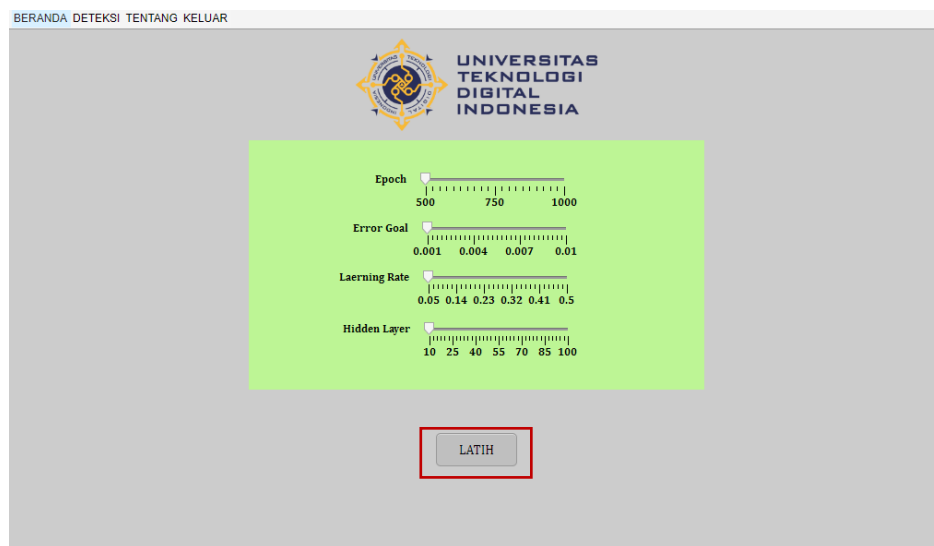 BERANDA DETEKSI TENTANG KELUAR
UNIVERSITAS
TEKNOLOGI
DIGITAL
INDONESIA
Epoch
500 750 1000
Error Goal
0.001 0.004 0.007 0.01
Laerning Rate
0.05 0.14 0.23 0.32 0.41 0.5
Hidden Layer
10 25 40 55 70 85 100
LATIH